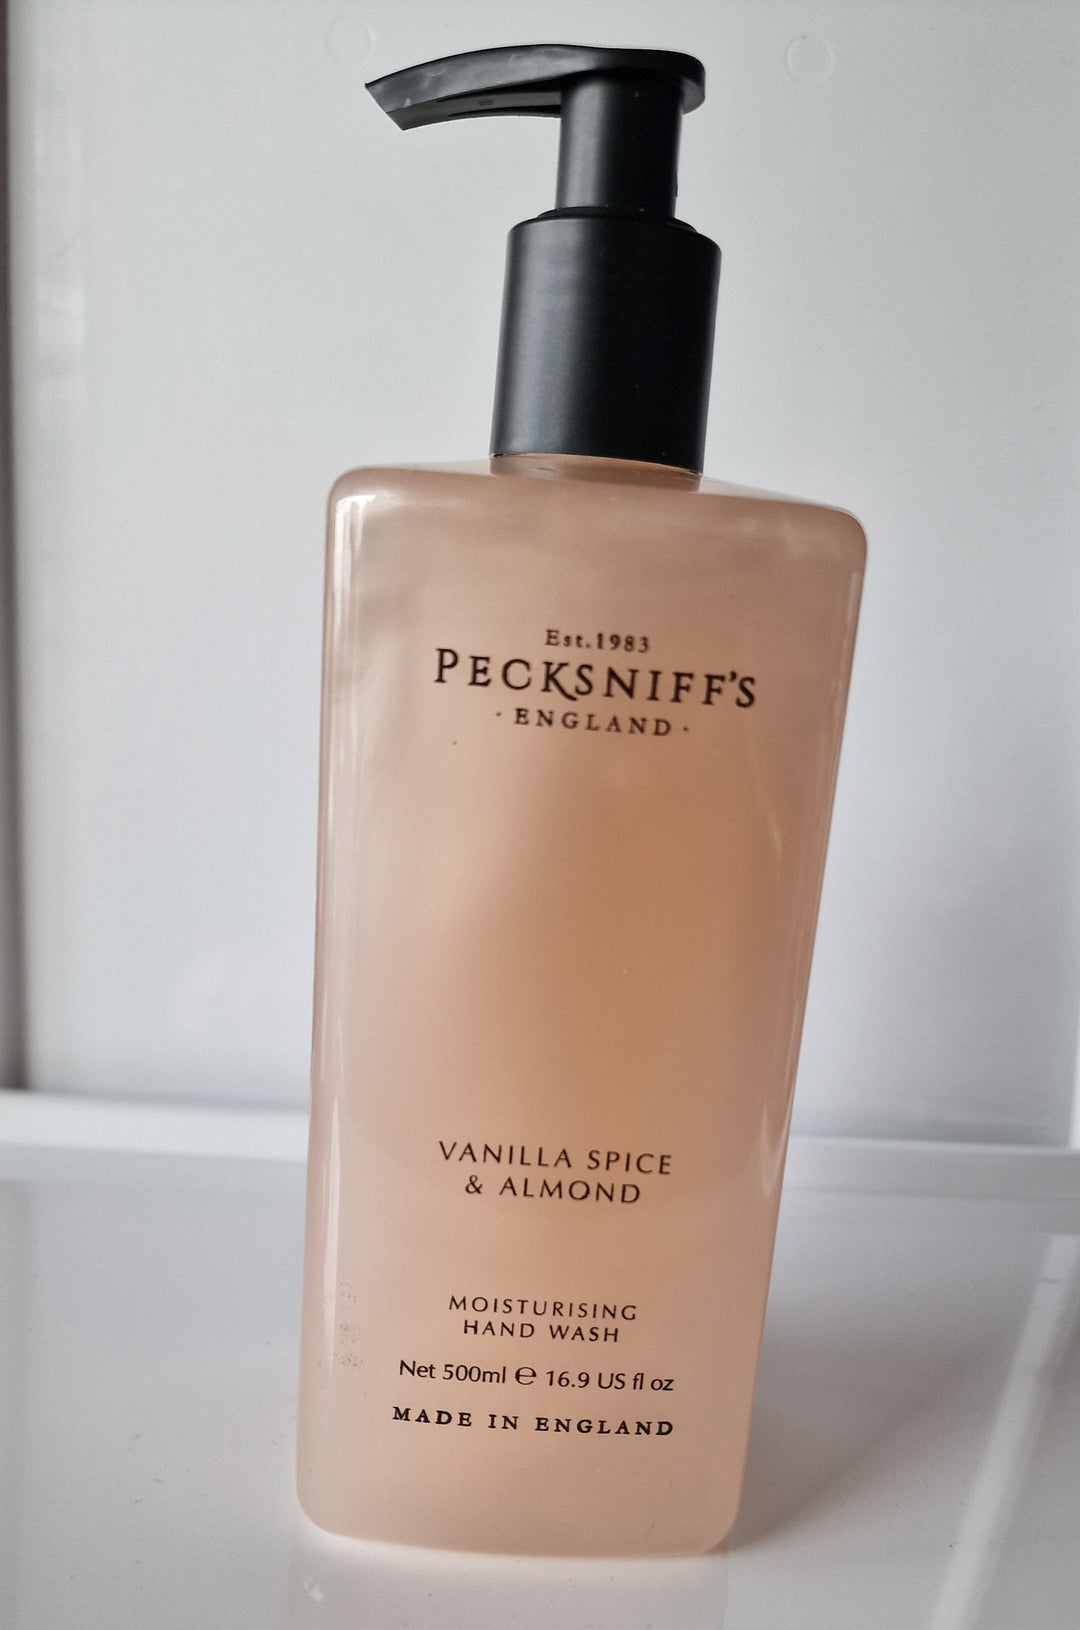 Est.1983
PECKSNIFF'S
· ENGLAND ·
VANILLA SPICE
& ALMOND
MOISTURISING
HAND WASH
Net 500ml ℮ 16.9 US fl oz
MADE IN ENGLAND